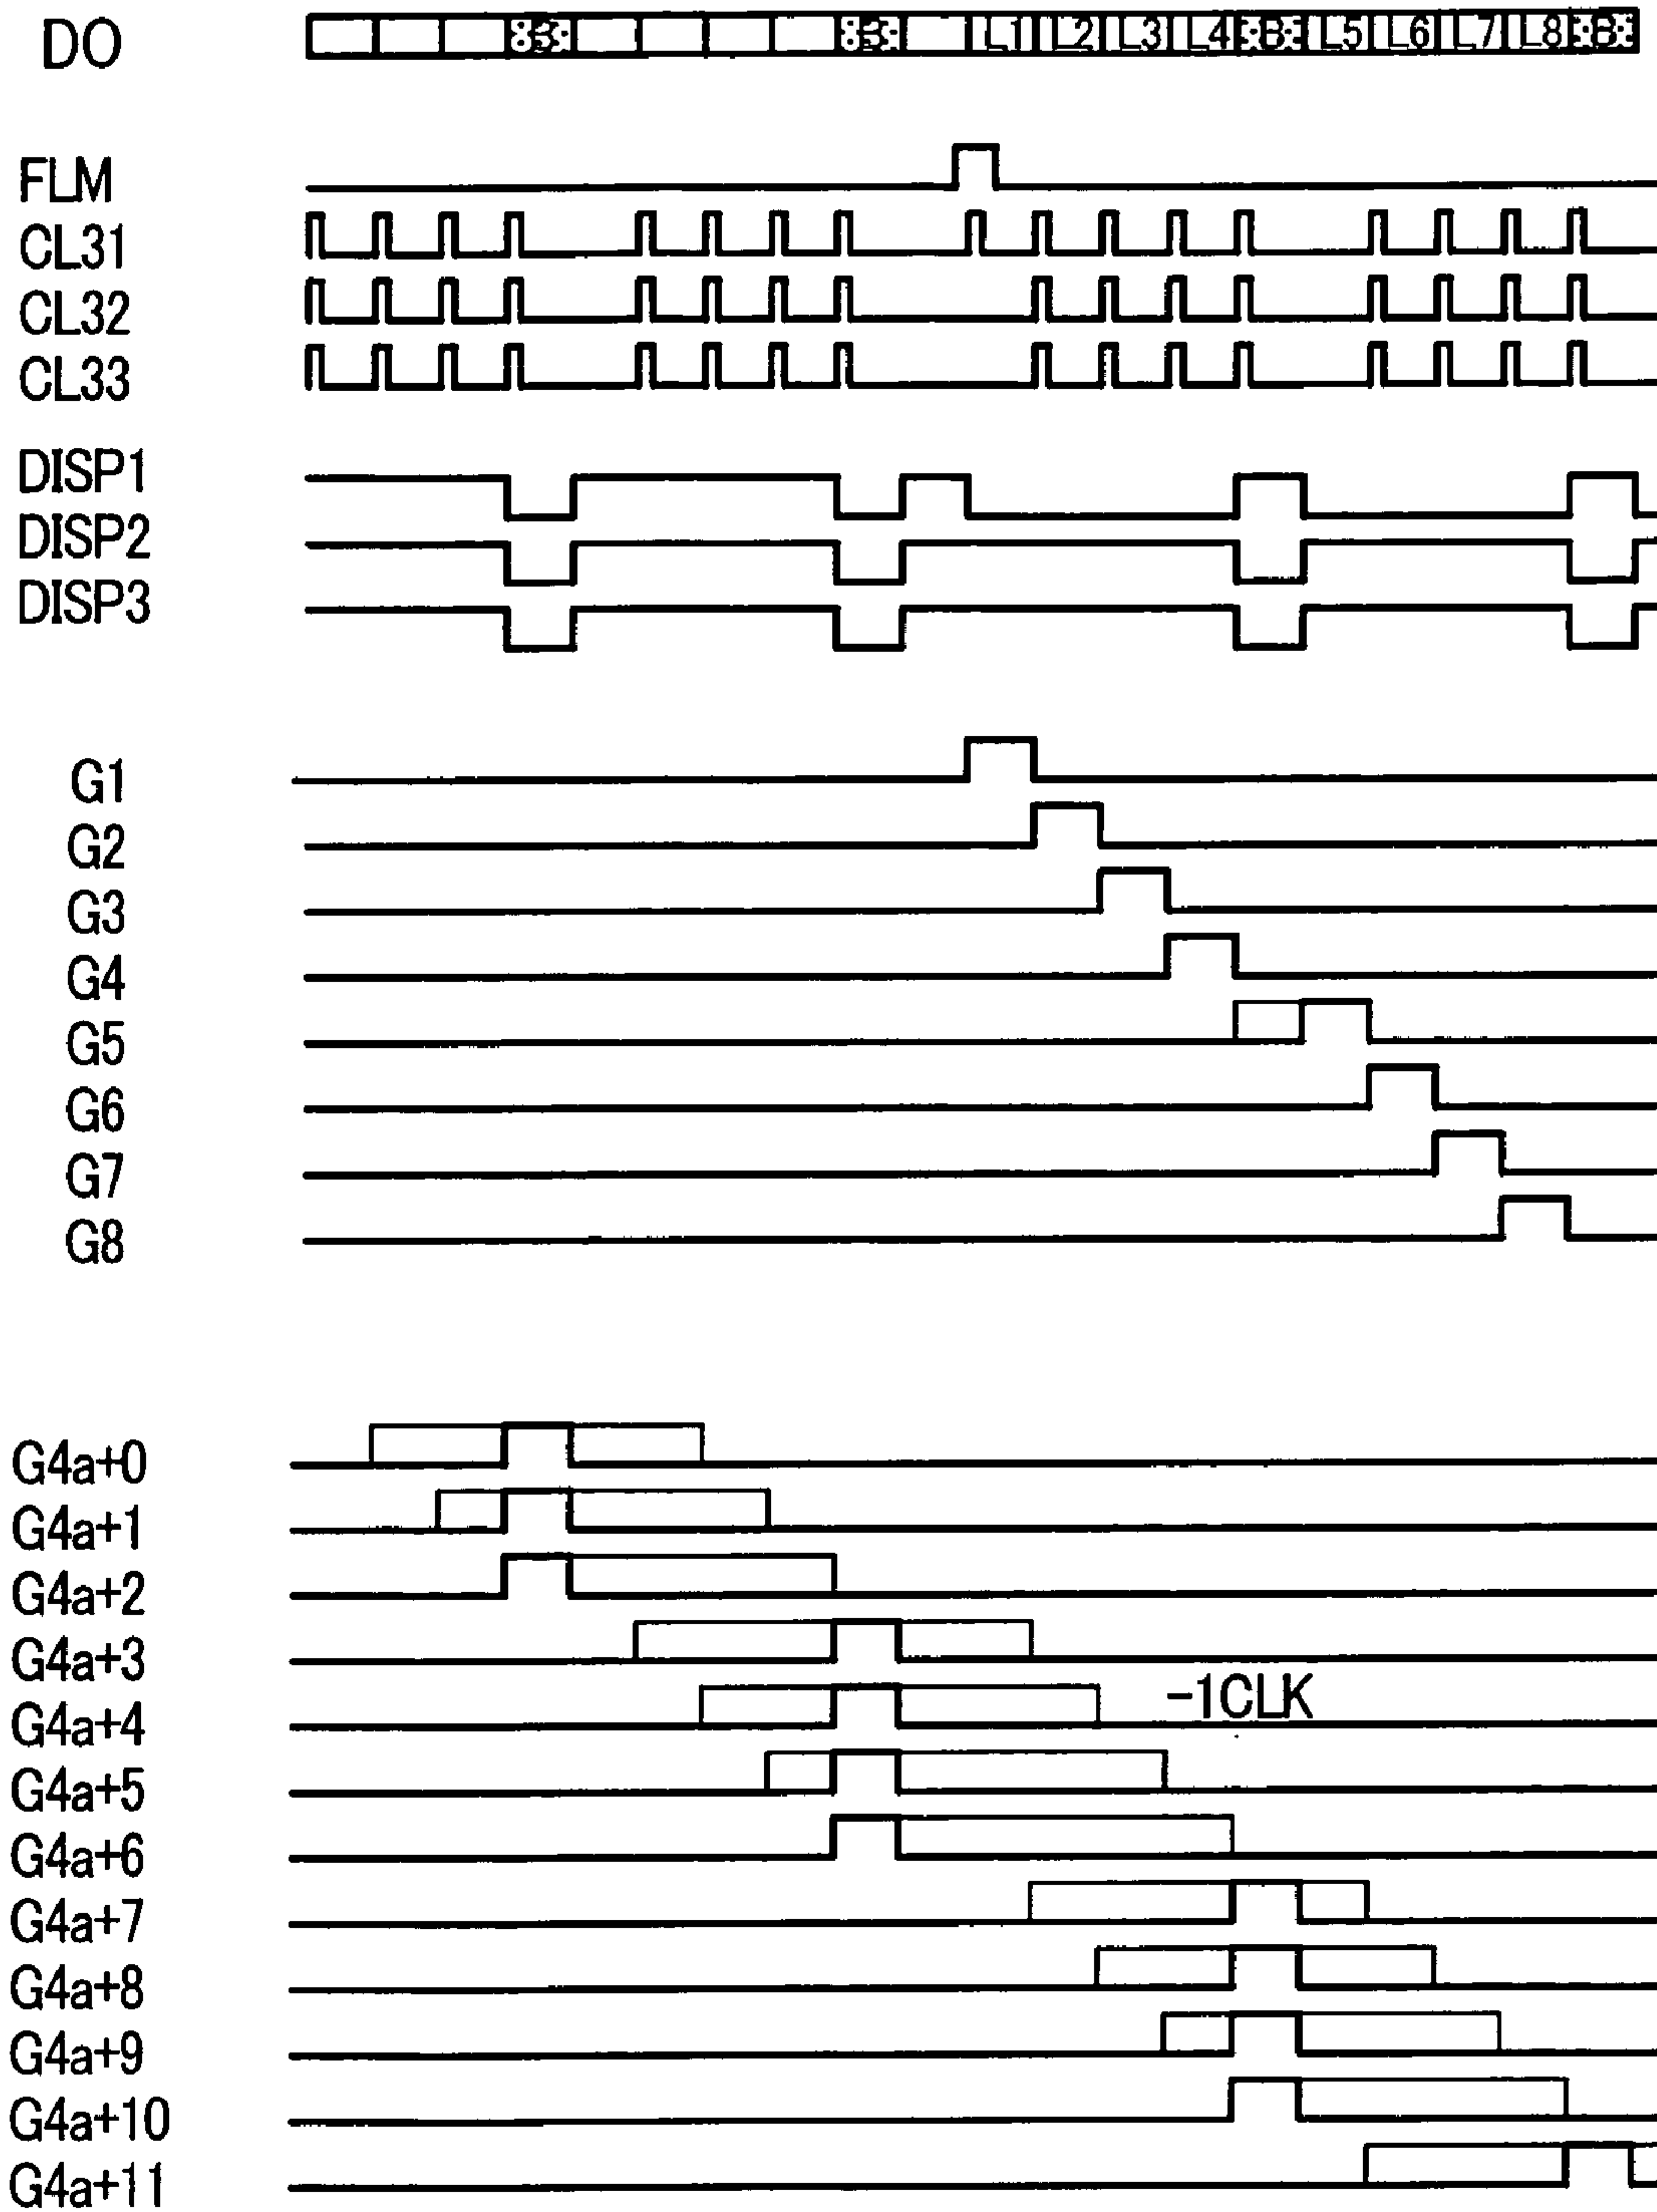 DO B B L1 L2 L3 L4 B L5 L6 L7 L8 B
FLM
CL31
CL32
CL33
DISP1
DISP2
DISP3
G1
G2
G3
G4
G5
G6
G7
G8
G4a+0
G4a+1
G4a+2
G4a+3
G4a+4 -1CLK
G4a+5
G4a+6
G4a+7
G4a+8
G4a+9
G4a+10
G4a+11